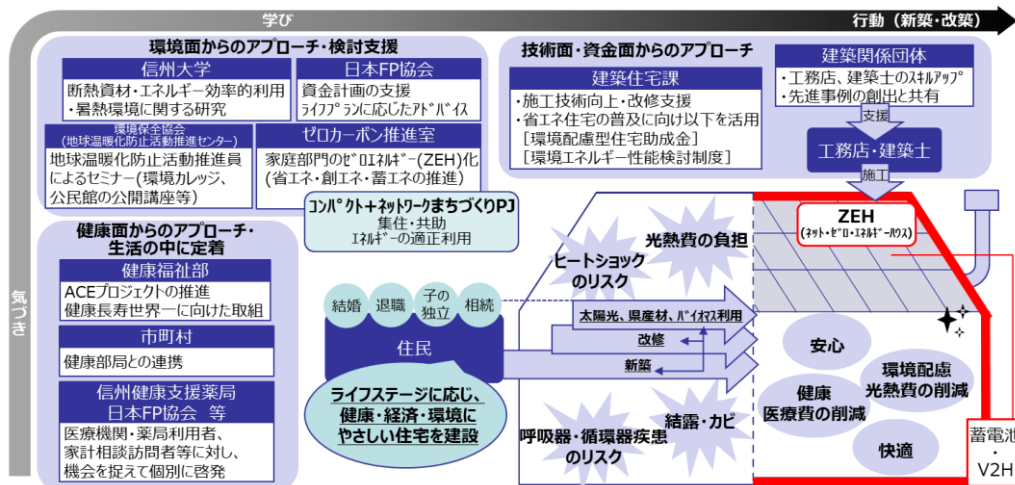 学び
行動（新築・改築）
気づき
環境面からのアプローチ・検討支援
信州大学
断熱資材・エネルギー効率的利用
・暑熱環境に関する研究
日本FP協会
資金計画の支援
ﾗｲﾌﾌﾟﾗﾝに応じたｱﾄﾞﾊﾞｲｽ
環境保全協会
(地球温暖化防止活動推進センター)
地球温暖化防止活動推進員
によるセミナー(環境カレッジ、
公民館の公開講座等)
ゼロカーボン推進室
家庭部門のｾﾞﾛｴﾈﾙｷﾞｰ(ZEH)化
(省エネ・創エネ・蓄エネの推進)
ｺﾝﾊﾟｸﾄ＋ﾈｯﾄﾜｰｸまちづくりPJ
集住・共助
ｴﾈﾙｷﾞｰの適正利用
技術面・資金面からのアプローチ
建築住宅課
・施工技術向上・改修支援
・省エネ住宅の普及に向け以下を活用
［環境配慮型住宅助成金］
［環境エネルギー性能検討制度］
建築関係団体
・工務店、建築士のｽｷﾙｱｯﾌﾟ
・先進事例の創出と共有
支援
工務店・建築士
施工
健康面からのアプローチ・
生活の中に定着
健康福祉部
ACEプロジェクトの推進
健康長寿世界一に向けた取組
市町村
健康部局との連携
信州健康支援薬局
日本FP協会 等
医療機関・薬局利用者、
家計相談訪問者等に対し、
機会を捉えて個別に啓発
結婚
退職
子の
独立
相続
住民
ライフステージに応じ、
健康・経済・環境に
やさしい住宅を建設
ヒートショック
のリスク
光熱費の負担
太陽光、県産材、ﾊﾞｲｵﾏｽ利用
改修
新築
呼吸器・循環器疾患
のリスク
結露・カビ
ZEH
(ﾈｯﾄ・ｾﾞﾛ・ｴﾈﾙｷﾞｰﾊｳｽ)
安心
環境配慮
光熱費の削減
健康
医療費の削減
快適
蓄電池
・
V2H